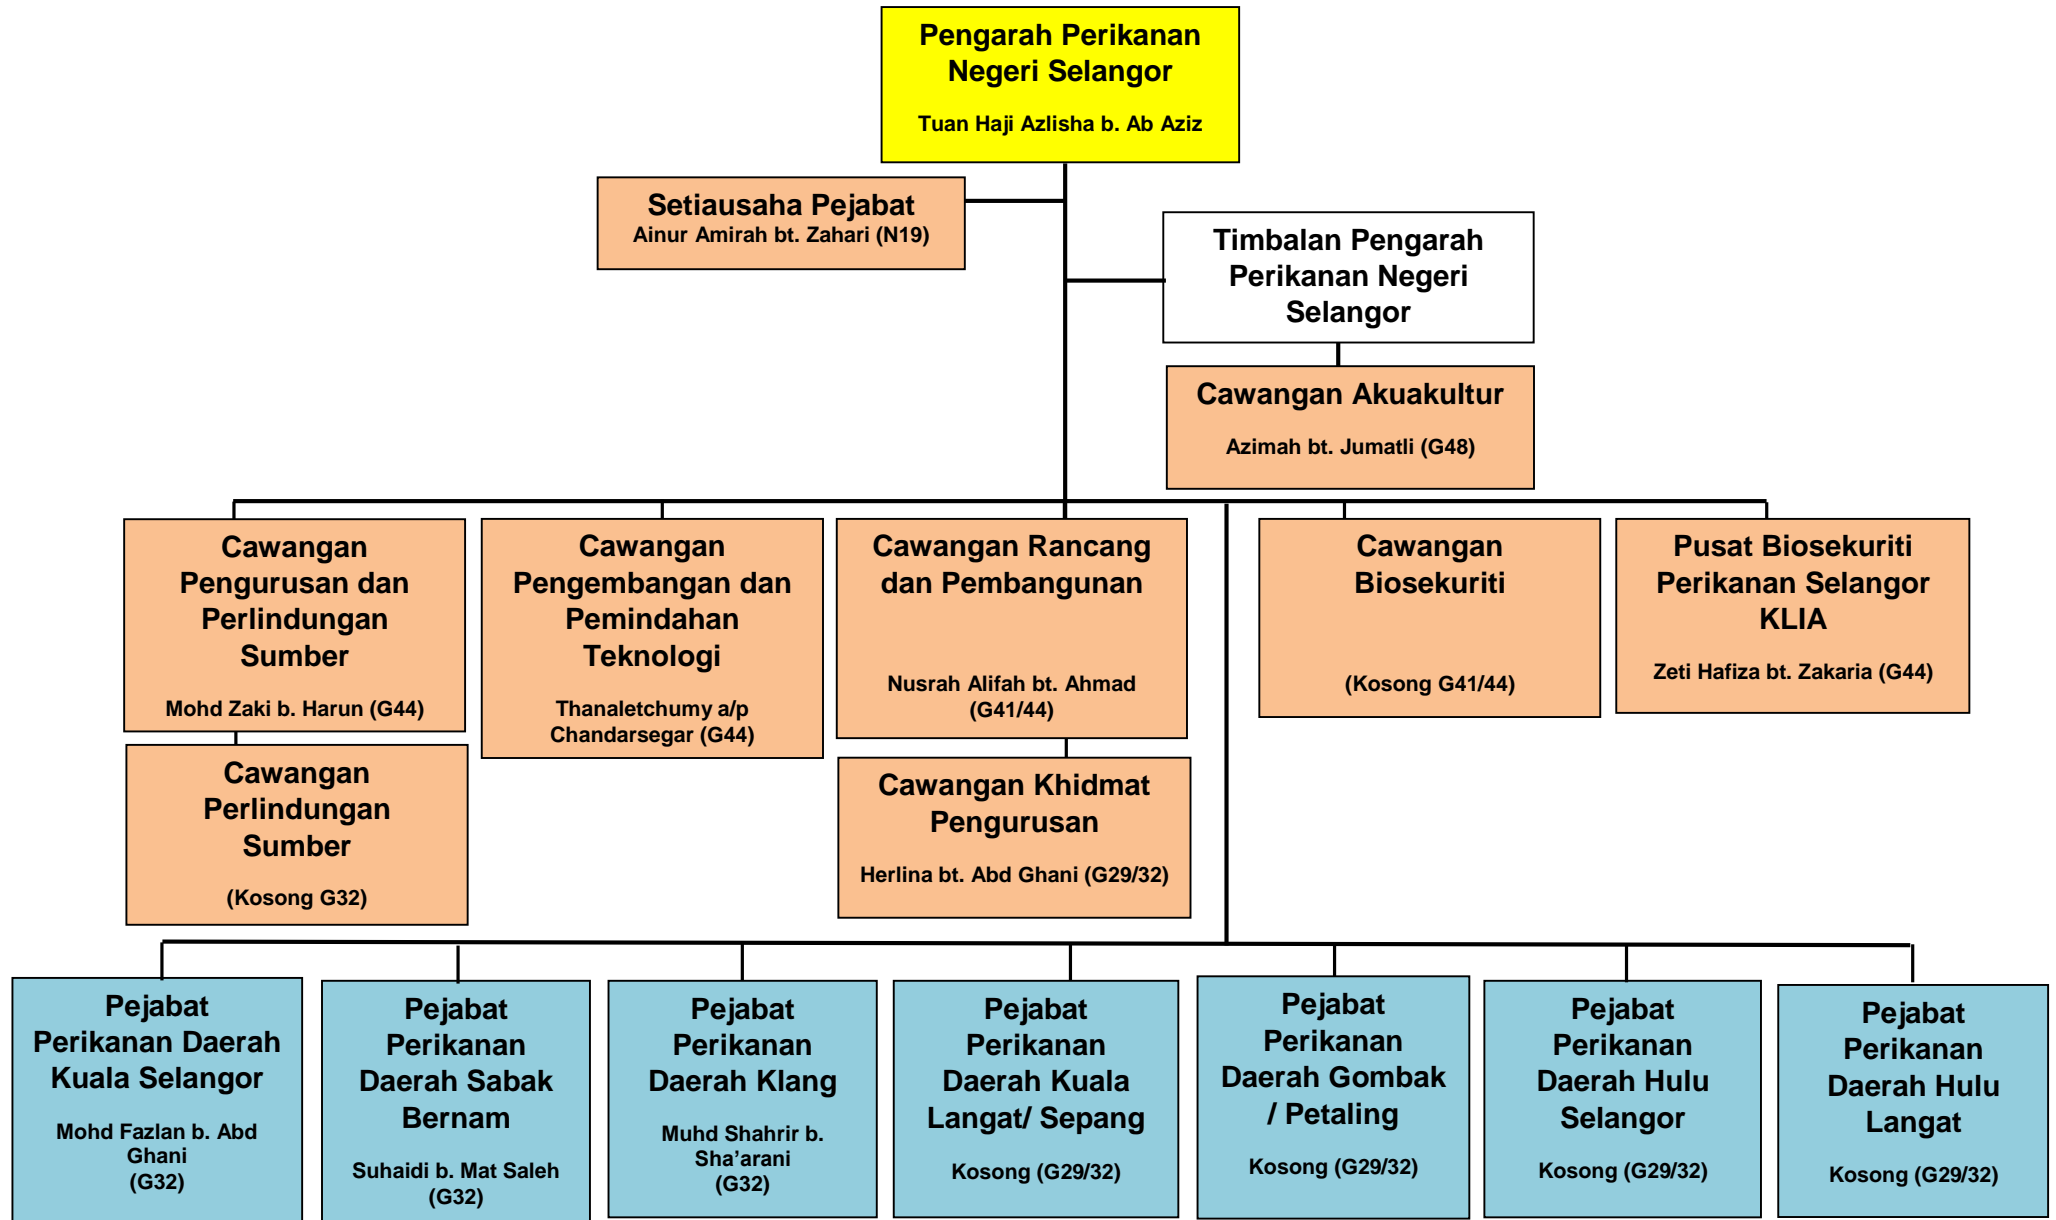 Pengarah Perikanan
Negeri Selangor
Tuan Haji Azlisha b. Ab Aziz
Setiausaha Pejabat
Ainur Amirah bt. Zahari (N19)
Timbalan Pengarah
Perikanan Negeri
Selangor
Cawangan Akuakultur
Azimah bt. Jumatli (G48)
Cawangan
Pengurusan dan
Perlindungan
Sumber
Mohd Zaki b. Harun (G44)
Cawangan
Pengembangan dan
Pemindahan
Teknologi
Thanaletchumy a/p
Chandarsegar (G44)
Cawangan Rancang
dan Pembangunan
Nusrah Alifah bt. Ahmad
(G41/44)
Cawangan
Biosekuriti
(Kosong G41/44)
Pusat Biosekuriti
Perikanan Selangor
KLIA
Zeti Hafiza bt. Zakaria (G44)
Cawangan
Perlindungan
Sumber
(Kosong G32)
Cawangan Khidmat
Pengurusan
Herlina bt. Abd Ghani (G29/32)
Pejabat
Perikanan Daerah
Kuala Selangor
Mohd Fazlan b. Abd
Ghani
(G32)
Pejabat
Perikanan
Daerah Sabak
Bernam
Suhaidi b. Mat Saleh
(G32)
Pejabat
Perikanan
Daerah Klang
Muhd Shahrir b.
Sha’arani
(G32)
Pejabat
Perikanan
Daerah Kuala
Langat/ Sepang
Kosong (G29/32)
Pejabat
Perikanan
Daerah Gombak
/ Petaling
Kosong (G29/32)
Pejabat
Perikanan
Daerah Hulu
Selangor
Kosong (G29/32)
Pejabat
Perikanan
Daerah Hulu
Langat
Kosong (G29/32)